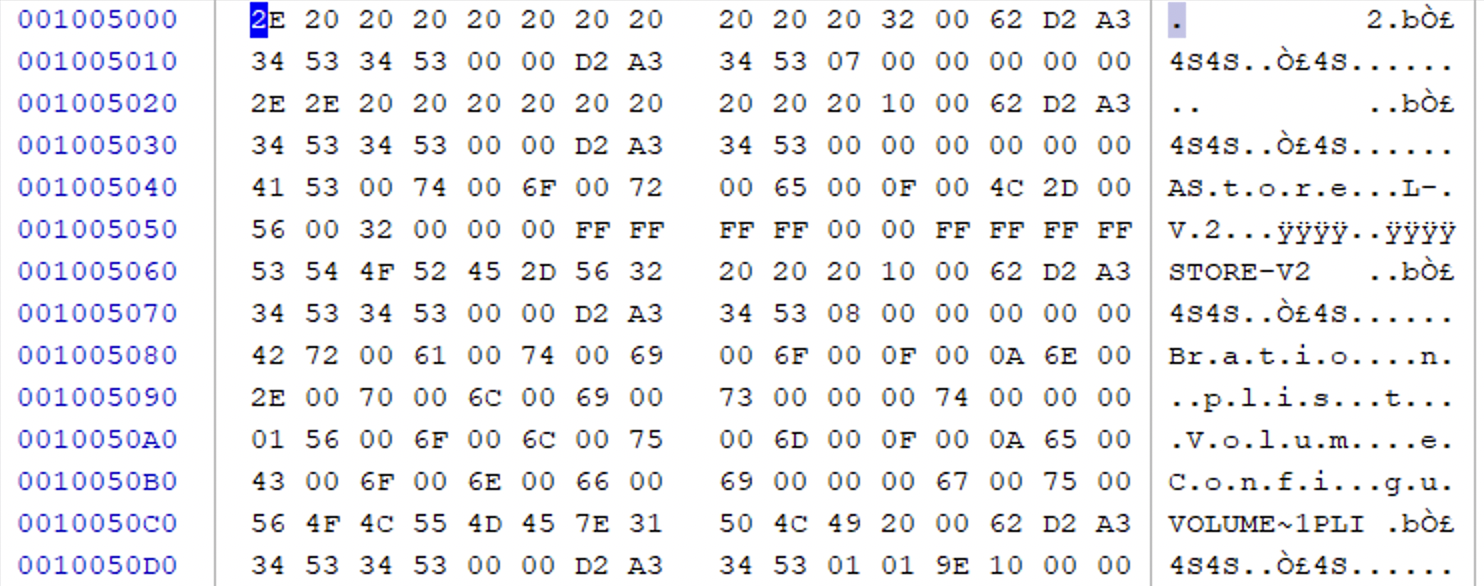 001005000 2E 20 20 20 20 20 20 20 20 20 20 32 00 62 D2 A3 . 2.bÒ£
001005010 34 53 34 53 00 00 D2 A3 34 53 07 00 00 00 00 00 4S4S..Ò£4S......
001005020 2E 2E 20 20 20 20 20 20 20 20 20 10 00 62 D2 A3 .. ..bÒ£
001005030 34 53 34 53 00 00 D2 A3 34 53 00 00 00 00 00 00 4S4S..Ò£4S......
001005040 41 53 00 74 00 6F 00 72 00 65 00 0F 00 4C 2D 00 AS.t.o.r.e...L-.
001005050 56 00 32 00 00 00 FF FF FF FF 00 00 FF FF FF FF V.2...ÿÿÿÿ..ÿÿÿÿ
001005060 53 54 4F 52 45 2D 56 32 20 20 20 10 00 62 D2 A3 STORE-V2 ..bÒ£
001005070 34 53 34 53 00 00 D2 A3 34 53 08 00 00 00 00 00 4S4S..Ò£4S......
001005080 42 72 00 61 00 74 00 69 00 6F 00 0F 00 0A 6E 00 Br.a.t.i.o....n.
001005090 2E 00 70 00 6C 00 69 00 73 00 00 00 74 00 00 00 ..p.l.i.s...t...
0010050A0 01 56 00 6F 00 6C 00 75 00 6D 00 0F 00 0A 65 00 .V.o.l.u.m....e.
0010050B0 43 00 6F 00 6E 00 66 00 69 00 00 00 67 00 75 00 C.o.n.f.i...g.u.
0010050C0 56 4F 4C 55 4D 45 7E 31 50 4C 49 20 00 62 D2 A3 VOLUME~1PLI .bÒ£
0010050D0 34 53 34 53 00 00 D2 A3 34 53 01 01 9E 10 00 00 4S4S..Ò£4S......